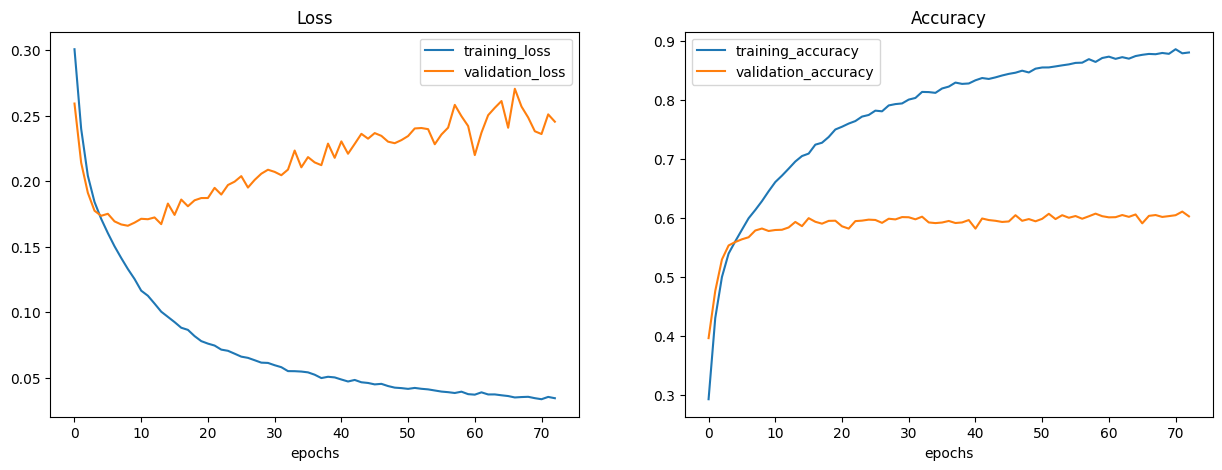 Loss
training_loss
validation_loss
0.30
0.25
0.20
0.15
0.10
0.05
0 10 20 30 40 50 60 70
epochs
Accuracy
training_accuracy
validation_accuracy
0.9
0.8
0.7
0.6
0.5
0.4
0.3
0 10 20 30 40 50 60 70
epochs